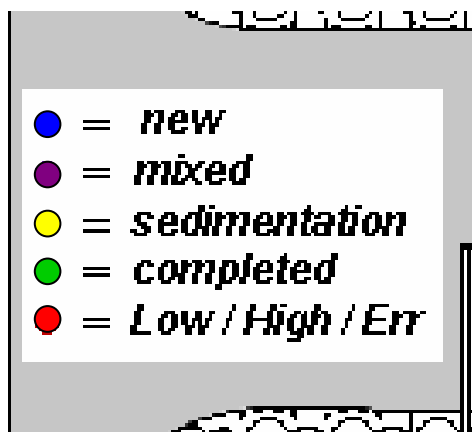 = new
= mixed
= sedimentation
= completed
= Low / High / Err